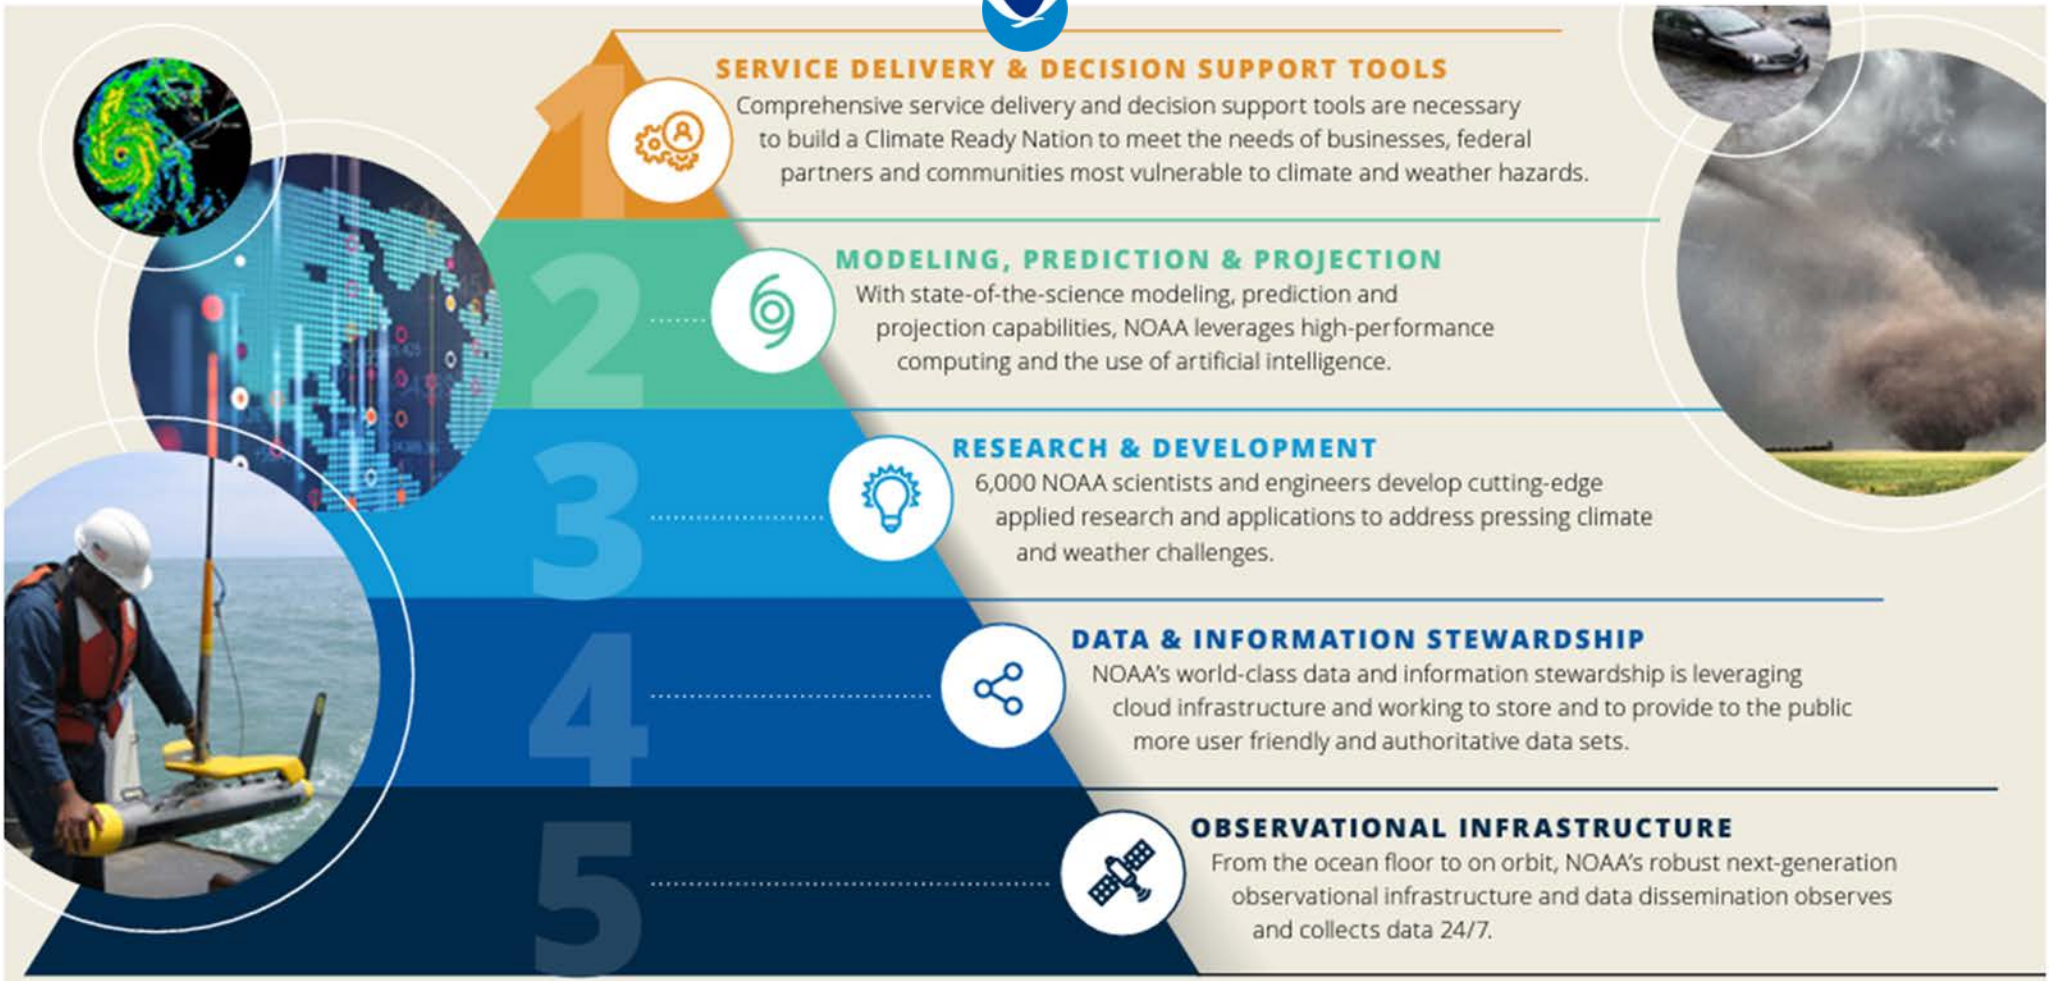 1
SERVICE DELIVERY & DECISION SUPPORT TOOLS
Comprehensive service delivery and decision support tools are necessary
to build a Climate Ready Nation to meet the needs of businesses, federal
partners and communities most vulnerable to climate and weather hazards.
2
MODELING, PREDICTION & PROJECTION
With state-of-the-science modeling, prediction and
projection capabilities, NOAA leverages high-performance
computing and the use of artificial intelligence.
3
RESEARCH & DEVELOPMENT
6,000 NOAA scientists and engineers develop cutting-edge
applied research and applications to address pressing climate
and weather challenges.
4
DATA & INFORMATION STEWARDSHIP
NOAA's world-class data and information stewardship is leveraging
cloud infrastructure and working to store and to provide to the public
more user friendly and authoritative data sets.
5
OBSERVATIONAL INFRASTRUCTURE
From the ocean floor to on orbit, NOAA's robust next-generation
observational infrastructure and data dissemination observes
and collects data 24/7.